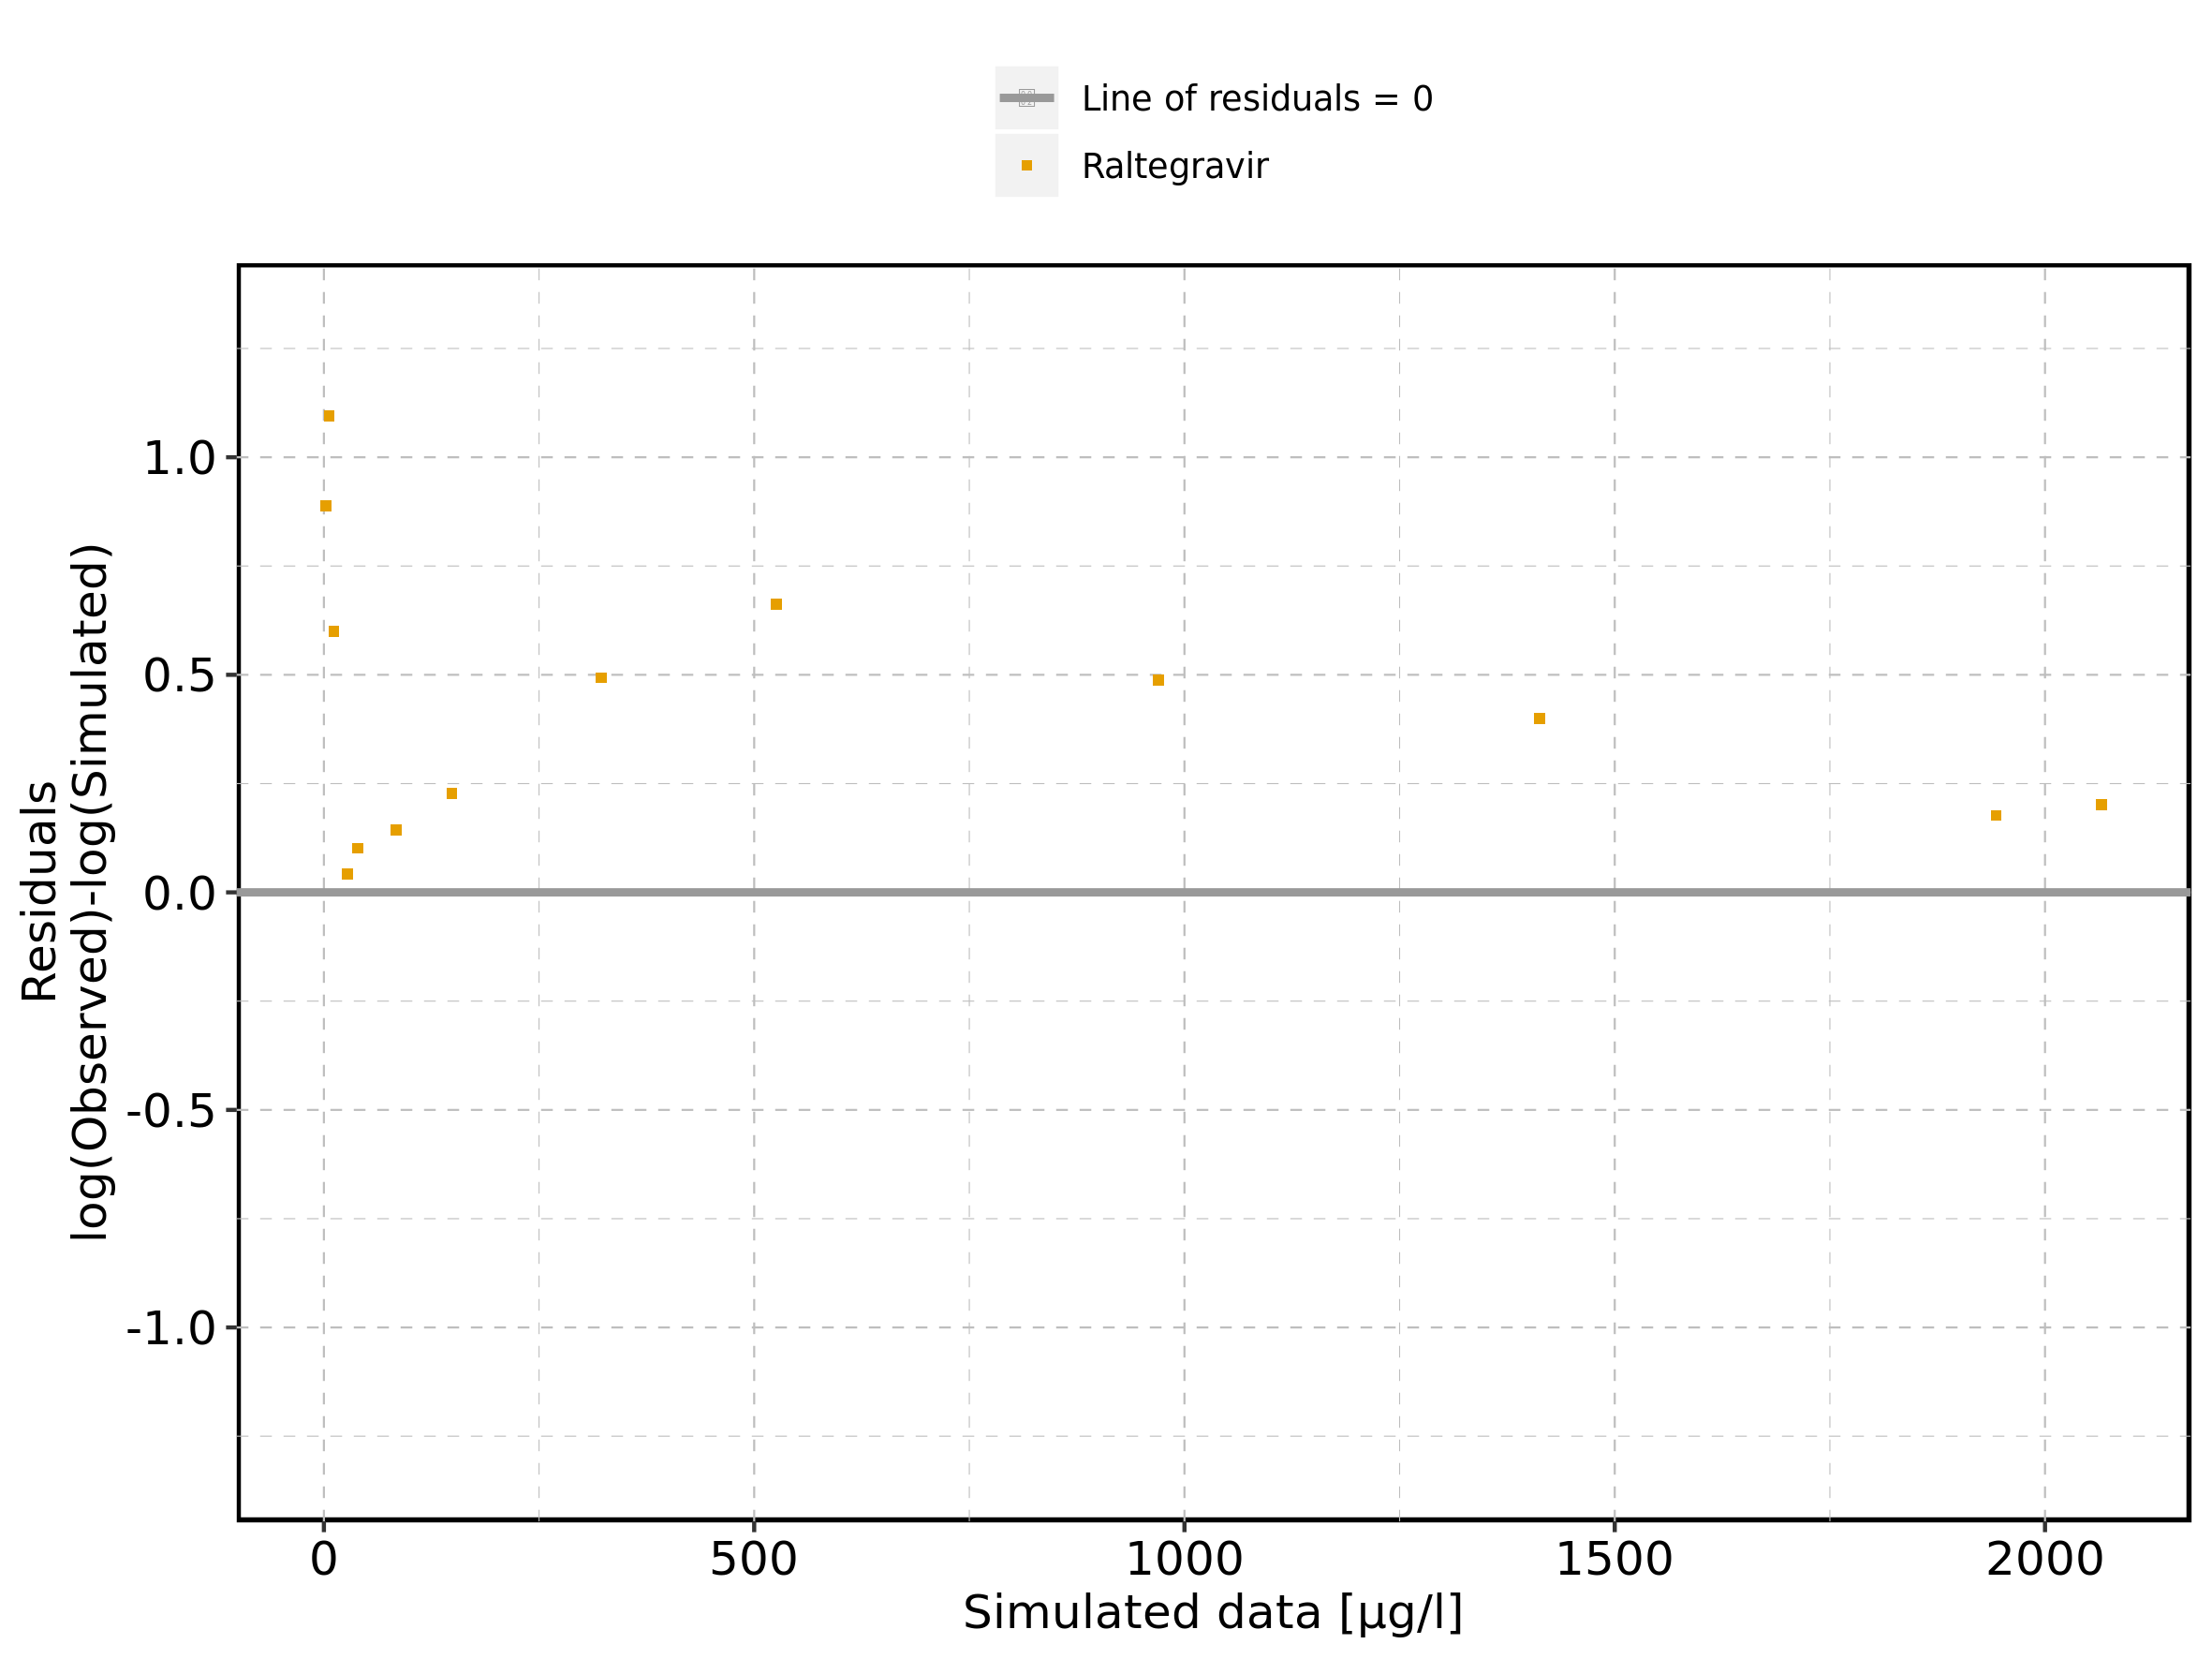 Line of residuals = 0
Raltegravir
Residuals
log(Observed)-log(Simulated)
1.0
0.5
0.0
-0.5
-1.0
0 500 1000 1500 2000
Simulated data [µg/l]